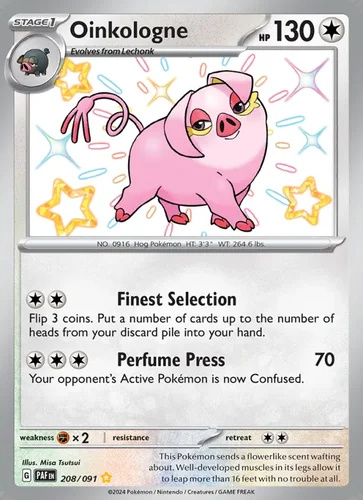 STAGE 1 Oinkologne HP 130
Evolves from Lechonk
NO. 0916 Hog Pokémon HT: 3'3" WT: 264.6 lbs.
Finest Selection
Flip 3 coins. Put a number of cards up to the number of
heads from your discard pile into your hand.
Perfume Press 70
Your opponent's Active Pokémon is now Confused.
weakness ×2 resistance retreat
Illus. Misa Tsutsui
G PAF EN 208/091
This Pokémon sends a flowerlike scent wafting
about. Well-developed muscles in its legs allow it
to leap more than 16 feet with no trouble at all.
©2024 Pokémon / Nintendo / Creatures / GAME FREAK